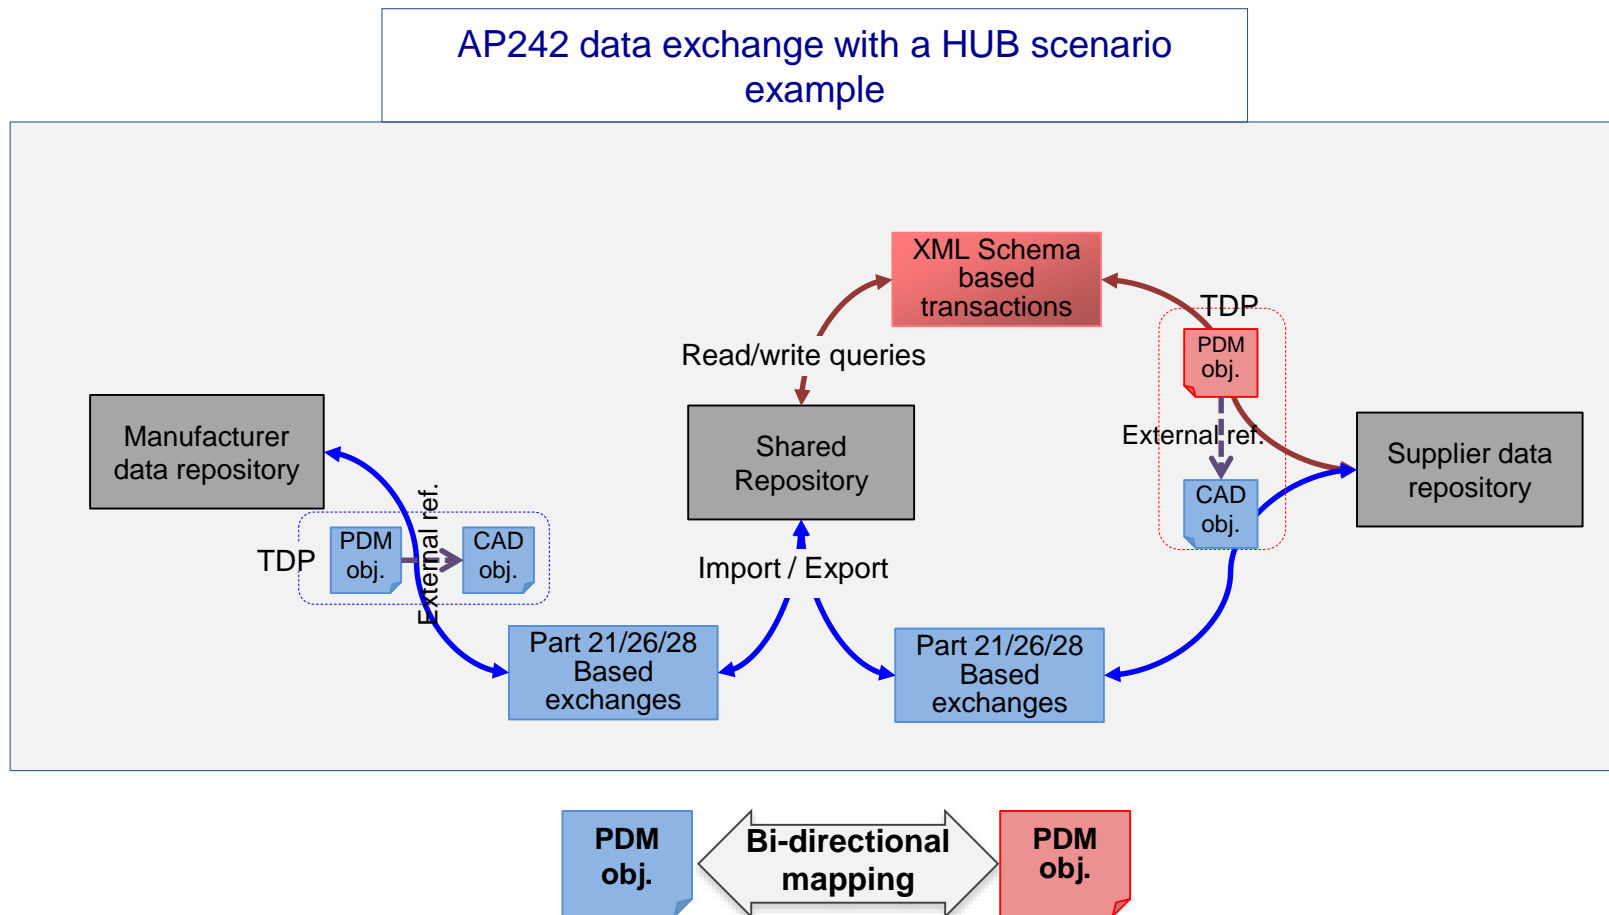 AP242 data exchange with a HUB scenario
example
XML Schema
based
transactions
TDP
PDM
obj.
Read/write queries
External ref.
Manufacturer
data repository
Shared
Repository
Supplier data
repository
CAD
obj.
TDP
PDM
obj.
External ref.
CAD
obj.
Import / Export
Part 21/26/28
Based
exchanges
Part 21/26/28
Based
exchanges
PDM
obj.
Bi-directional
mapping
PDM
obj.